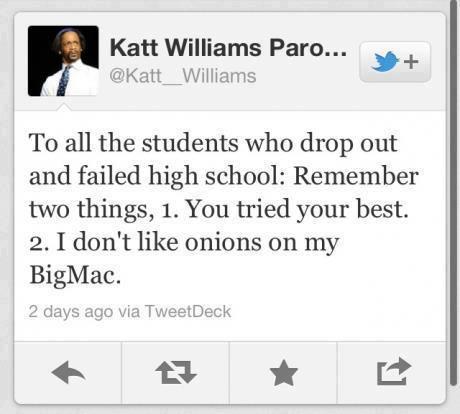 Katt Williams Paro...
@Katt__Williams
+
To all the students who drop out
and failed high school: Remember
two things, 1. You tried your best.
2. I don't like onions on my
BigMac.
2 days ago via TweetDeck